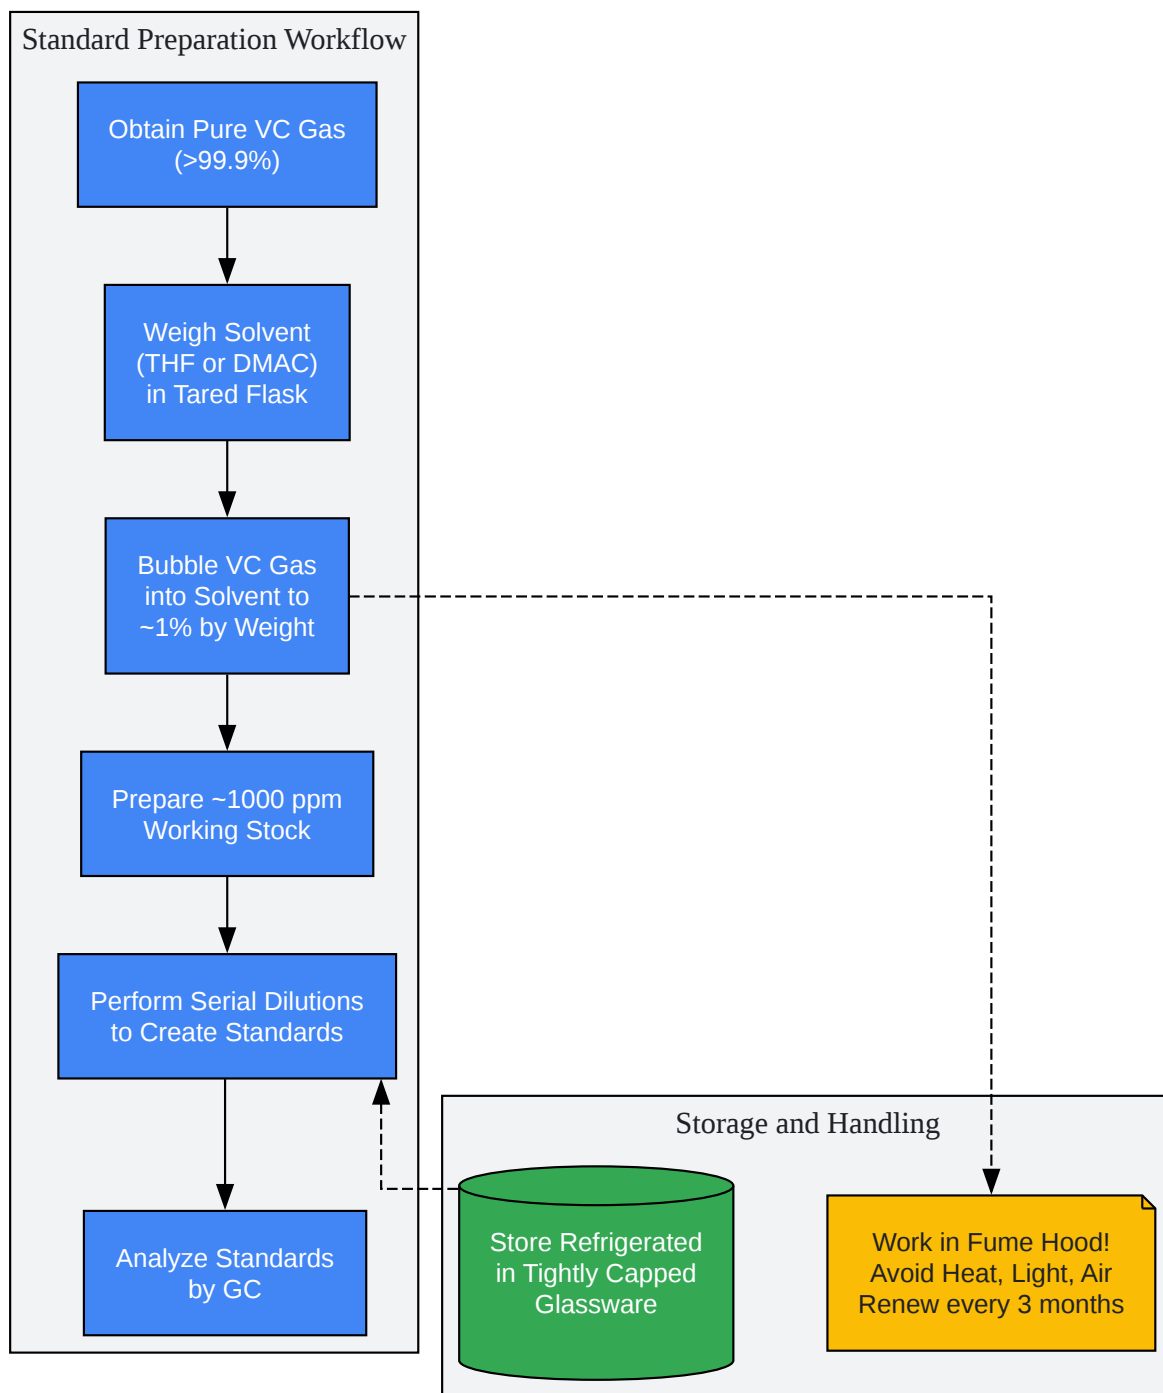 Standard Preparation Workflow
Obtain Pure VC Gas
(>99.9%)
Weigh Solvent
(THF or DMAC)
in Tared Flask
Bubble VC Gas
into Solvent to
~1% by Weight
Prepare ~1000 ppm
Working Stock
Perform Serial Dilutions
to Create Standards
Analyze Standards
by GC
Storage and Handling
Store Refrigerated
in Tightly Capped
Glassware
Work in Fume Hood!
Avoid Heat, Light, Air
Renew every 3 months